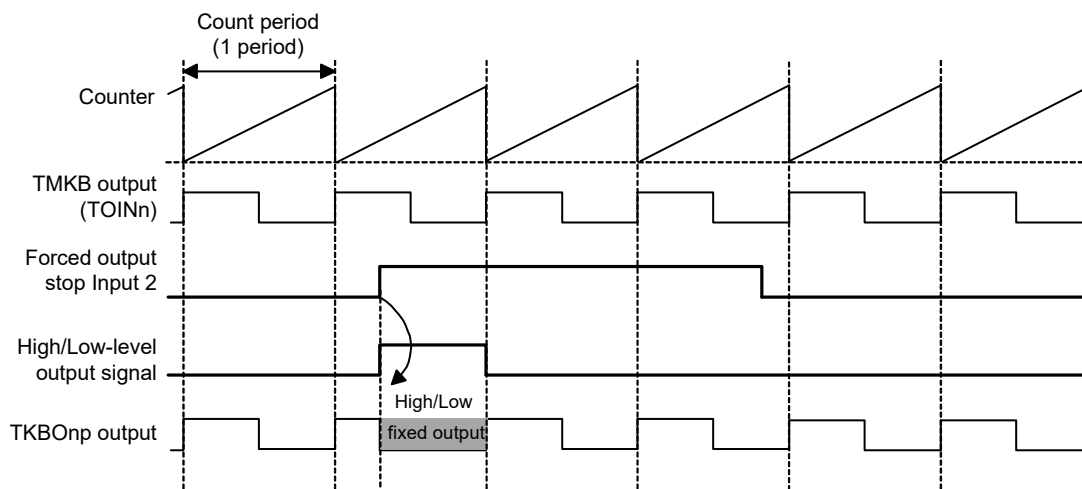 Count period
(1 period)
Counter
TMKB output
(TOINn)
Forced output
stop Input 2
High/Low-level
output signal
High/Low
TKBOnp output
fixed output